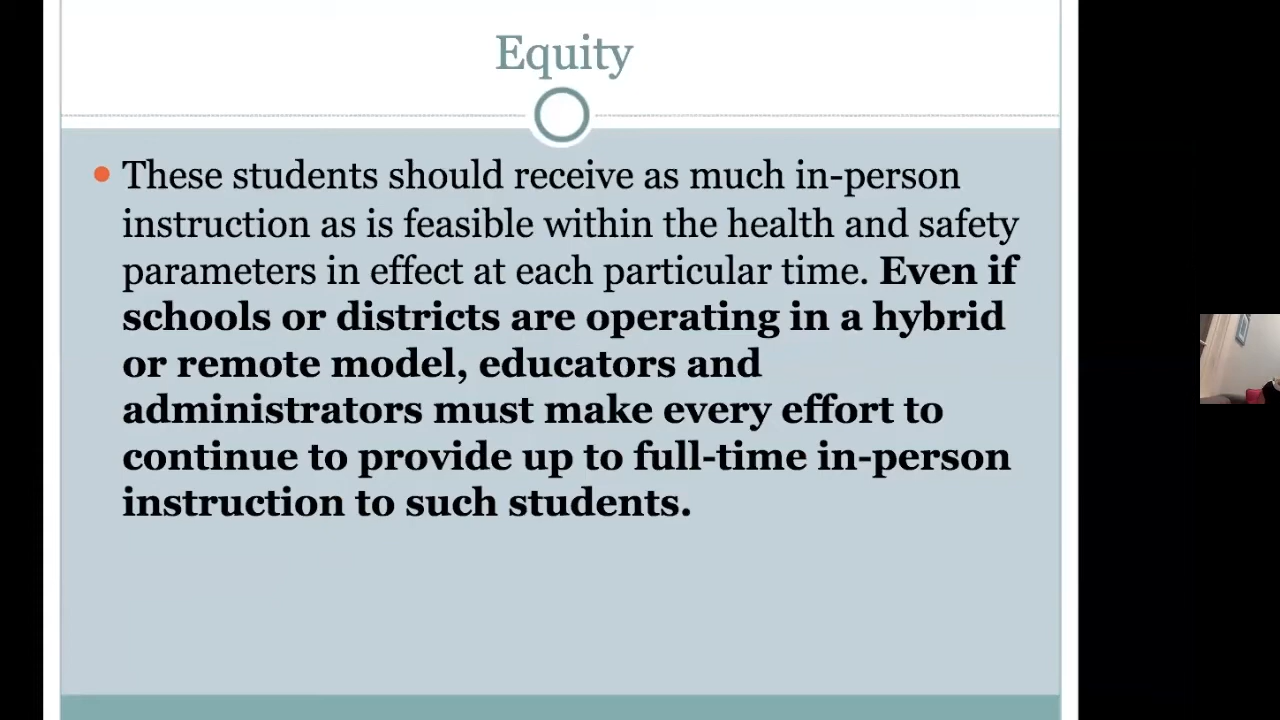 Equity
These students should receive as much in-person
instruction as is feasible within the health and safety
parameters in effect at each particular time. Even if
schools or districts are operating in a hybrid
or remote model, educators and
administrators must make every effort to
continue to provide up to full-time in-person
instruction to such students.